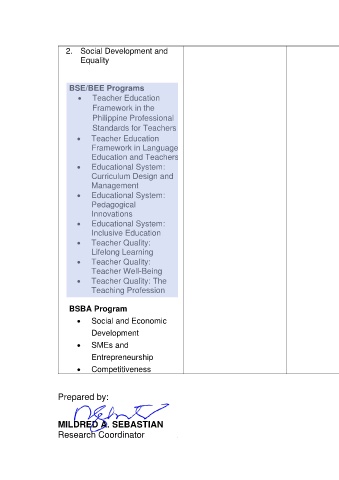 2. Social Development and
Equality
BSE/BEE Programs
• Teacher Education
Framework in the
Philippine Professional
Standards for Teachers
• Teacher Education
Framework in Language
Education and Teachers
• Educational System:
Curriculum Design and
Management
• Educational System:
Pedagogical
Innovations
• Educational System:
Inclusive Education
• Teacher Quality:
Lifelong Learning
• Teacher Quality:
Teacher Well-Being
• Teacher Quality: The
Teaching Profession
BSBA Program
• Social and Economic
Development
• SMEs and
Entrepreneurship
• Competitiveness
Prepared by:
MILDRED A. SEBASTIAN
Research Coordinator